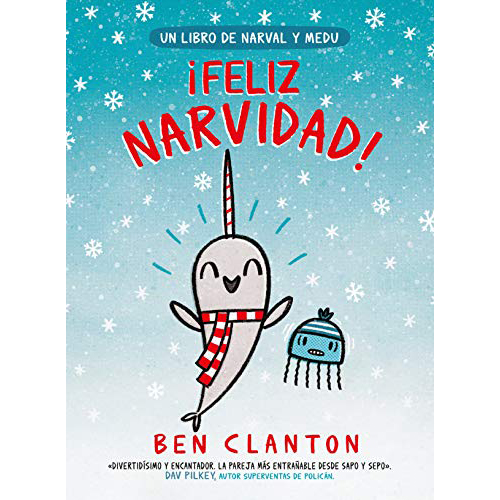 UN LIBRO DE NARVAL Y MEDU
¡FELIZ
NARVIDAD!
BEN CLANTON
«DIVERTIDÍSIMO Y ENCANTADOR. LA PAREJA MÁS ENTRAÑABLE DESDE SAPO Y SEPO».
DAV PILKEY, AUTOR SUPERVENTAS DE POLICÁN.